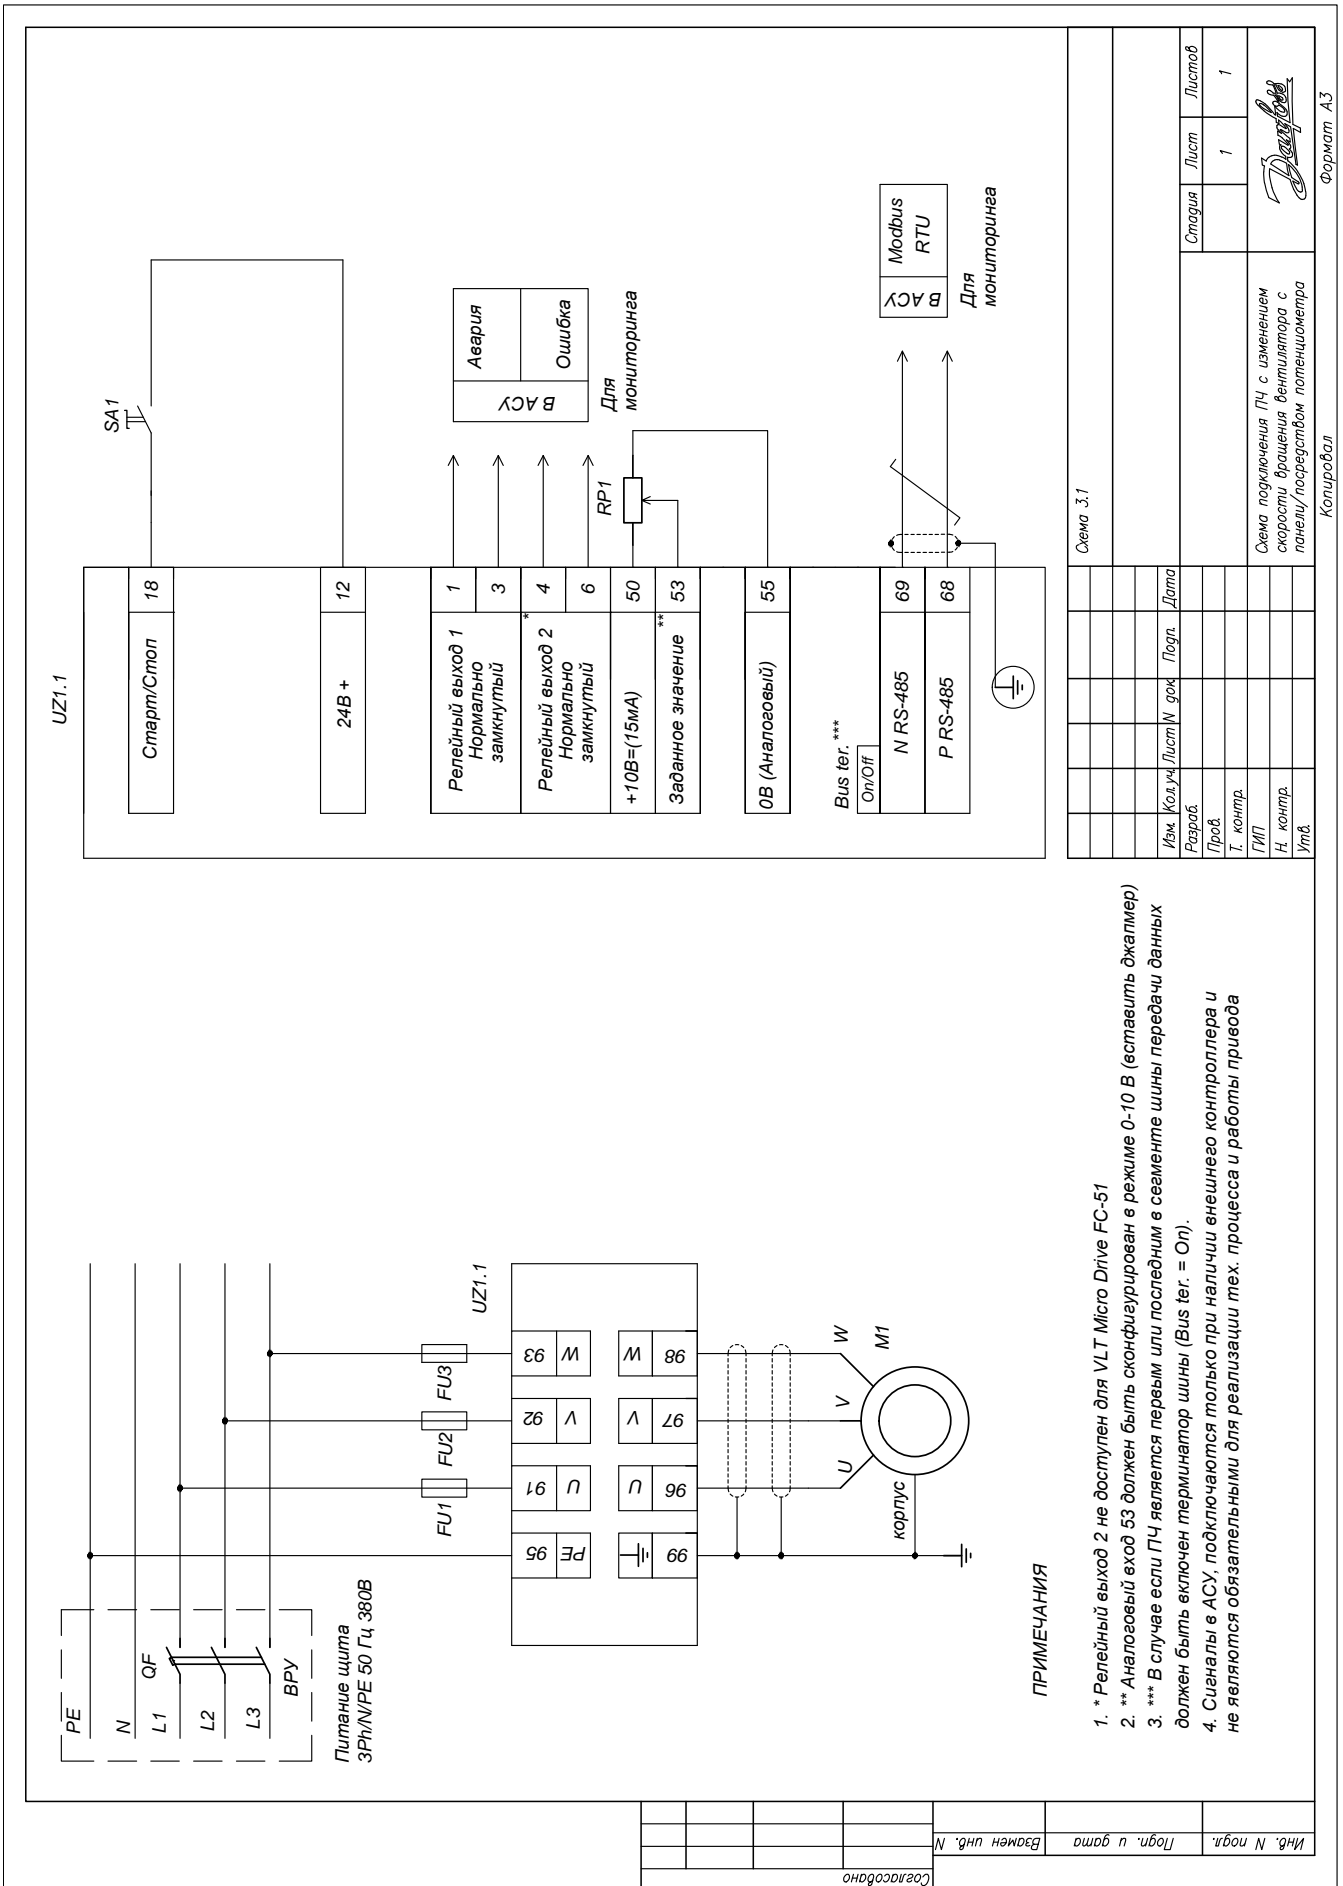 PE
N
L1
L2
L3
QF
ВРУ
Питание щита
3Ph/N/PE 50 Гц 380В
FU1
FU2
FU3
UZ1.1
95
91
92
93
PE
U
V
W
U
V
W
99
96
97
98
U
V
W
M1
корпус
UZ1.1
Старт/Стоп
18
SA1
24В +
12
Релейный выход 1
Нормально
замкнутый
1
3
Релейный выход 2
Нормально
замкнутый
*
4
6
+10В=(15мА)
50
Заданное значение
**
53
0В (Аналоговый)
55
RP1
В АСУ
Авария
Ошибка
Для
мониторинга
Bus ter. ***
On/Off
N RS-485
69
P RS-485
68
В АСУ
Modbus
RTU
Для
мониторинга
ПРИМЕЧАНИЯ
1. * Релейный выход 2 не доступен для VLT Micro Drive FC-51
2. ** Аналоговый вход 53 должен быть сконфигурирован в режиме 0-10 В (вставить джапмер)
3. *** В случае если ПЧ является первым или последним в сегменте шины передачи данных
должен быть включен терминатор шины (Bus ter. = On).
4. Сигналы в АСУ, подключаются только при наличии внешнего контроллера и
не являются обязательными для реализации тех. процесса и работы привода
Схема 3.1
Изм. Кол.уч. Лист N док. Подп. Дата
Разраб.
Пров.
Т. контр.
ГИП
Н. контр.
Утв.
Стадия Лист Листов
1 1
Схема подключения ПЧ с изменением
скорости вращения вентилятора с
панели/посредством потенциометра
Danfoss
Копировал
Формат А3
Согласовано
Взамен инв. N
Подп. и дата
Инв. N подл.